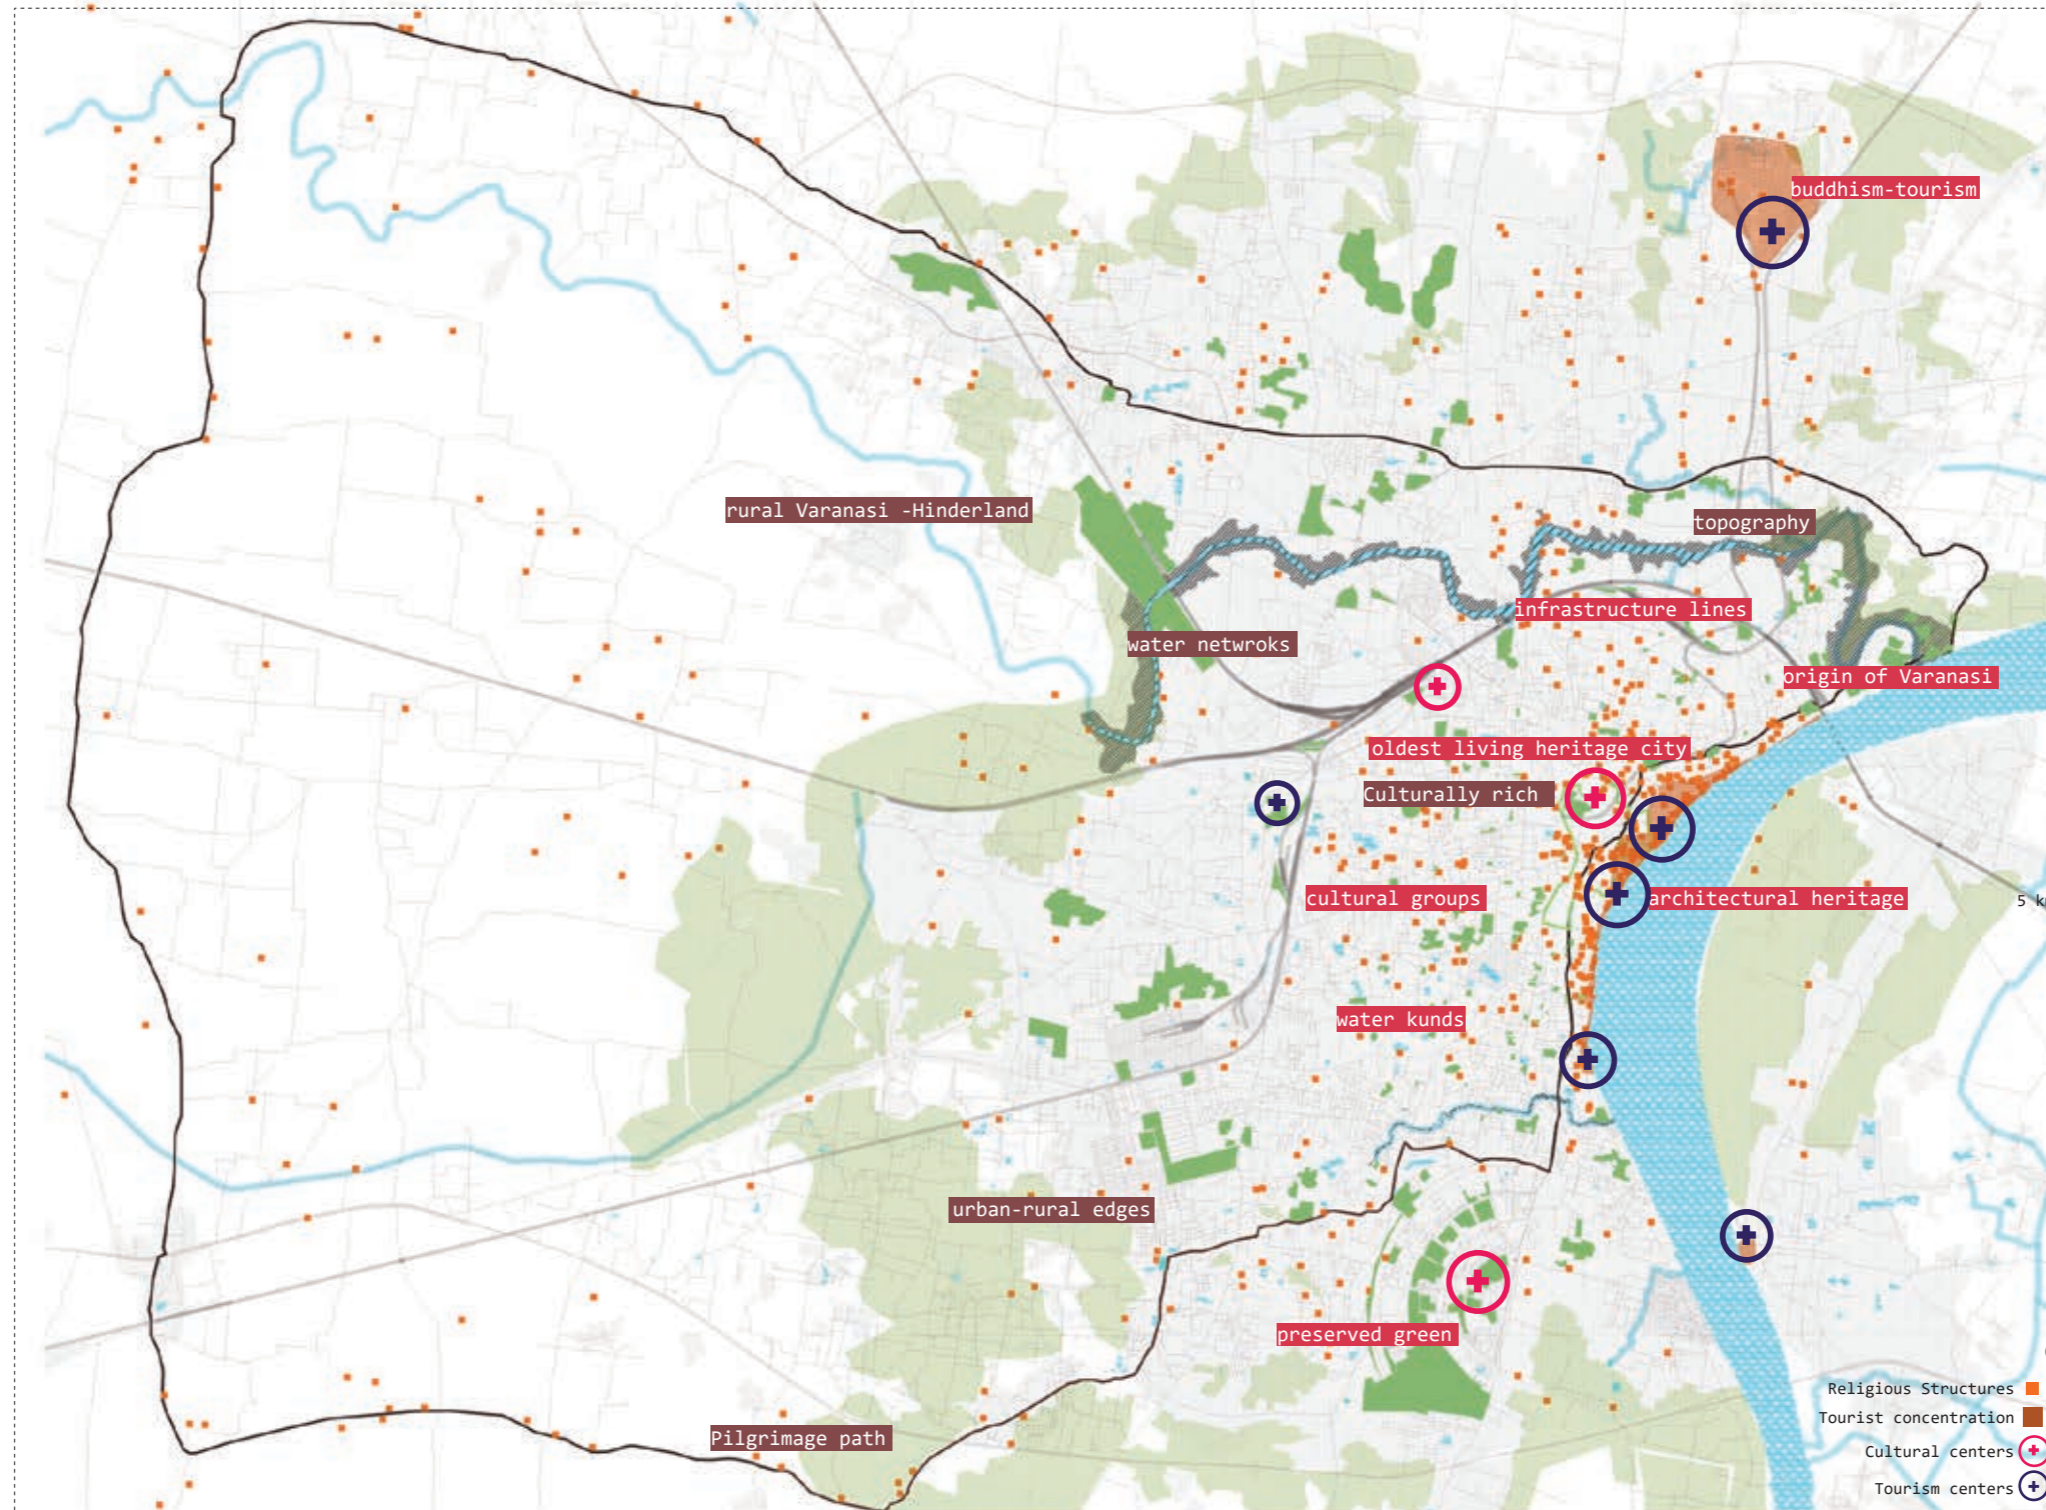 buddhism-tourism
rural Varanasi -Hinderland
topography
infrastructure lines
water netwroks
origin of Varanasi
oldest living heritage city
Culturally rich
cultural groups
architectural heritage
5 k
water kunds
urban-rural edges
preserved green
Religious Structures
Tourist concentration
Pilgrimage path
Cultural centers
Tourism centers